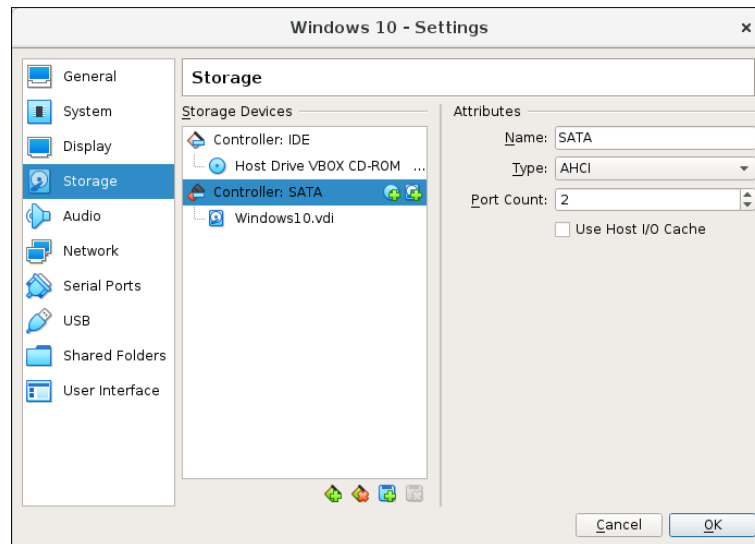 Windows 10 - Settings
×
General
System
Display
Storage
Audio
Network
Serial Ports
USB
Shared Folders
User Interface
Storage
Storage Devices
Controller: IDE
Host Drive VBOX CD-ROM ...
Controller: SATA
Windows10.vdi
Attributes
Name: SATA
Type: AHCI
Port Count: 2
Use Host I/O Cache
Cancel
OK